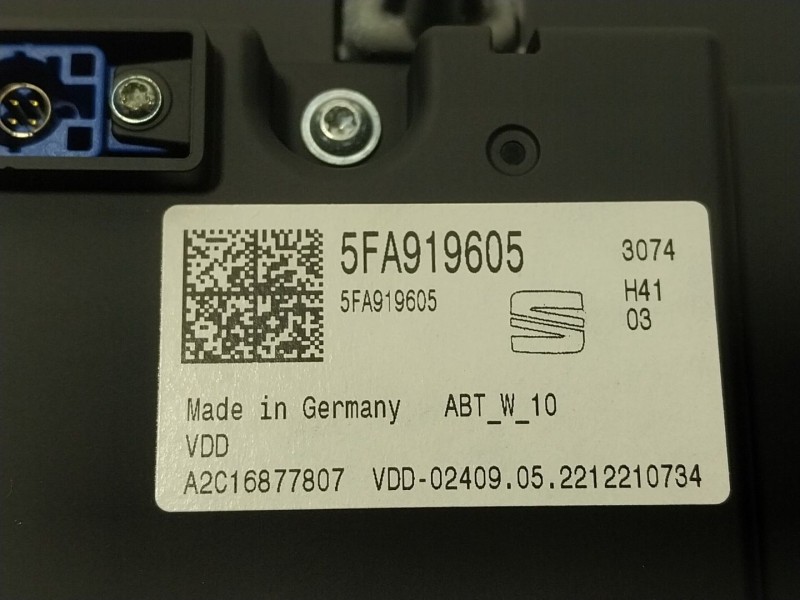 5FA919605 3074
5FA919605 H41
03
Made in Germany ABT_W_10
VDD
A2C16877807 VDD-02409.05.2212210734